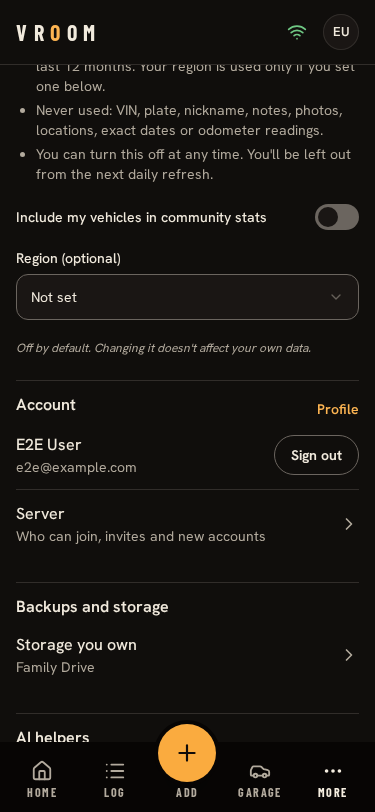 VROOM
EU
last 12 months. Your region is used only if you set
one below.
• Never used: VIN, plate, nickname, notes, photos,
locations, exact dates or odometer readings.
• You can turn this off at any time. You'll be left out
from the next daily refresh.
Include my vehicles in community stats
Region (optional)
Not set
Off by default. Changing it doesn't affect your own data.
Account
Profile
E2E User
e2e@example.com
Sign out
Server
Who can join, invites and new accounts
Backups and storage
Storage you own
Family Drive
AI helpers
HOME
LOG
ADD
GARAGE
MORE